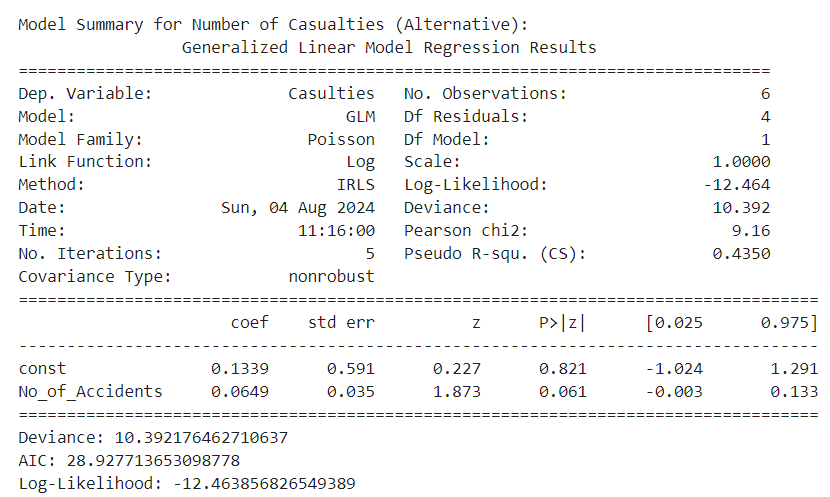 Model Summary for Number of Casualties (Alternative):
                 Generalized Linear Model Regression Results
==============================================================================
Dep. Variable:              Casulties   No. Observations:                    6
Model:                            GLM   Df Residuals:                        4
Model Family:                 Poisson   Df Model:                            1
Link Function:                    Log   Scale:                          1.0000
Method:                          IRLS   Log-Likelihood:                -12.464
Date:                Sun, 04 Aug 2024   Deviance:                       10.392
Time:                        11:16:00   Pearson chi2:                     9.16
No. Iterations:                     5   Pseudo R-squ. (CS):             0.4350
Covariance Type:            nonrobust
===================================================================================
                      coef    std err          z      P>|z|      [0.025      0.975]
-----------------------------------------------------------------------------------
const               0.1339      0.591      0.227      0.821      -1.024       1.291
No_of_Accidents     0.0649      0.035      1.873      0.061      -0.003       0.133
===================================================================================
Deviance: 10.392176462710637
AIC: 28.927713653098778
Log-Likelihood: -12.463856826549389